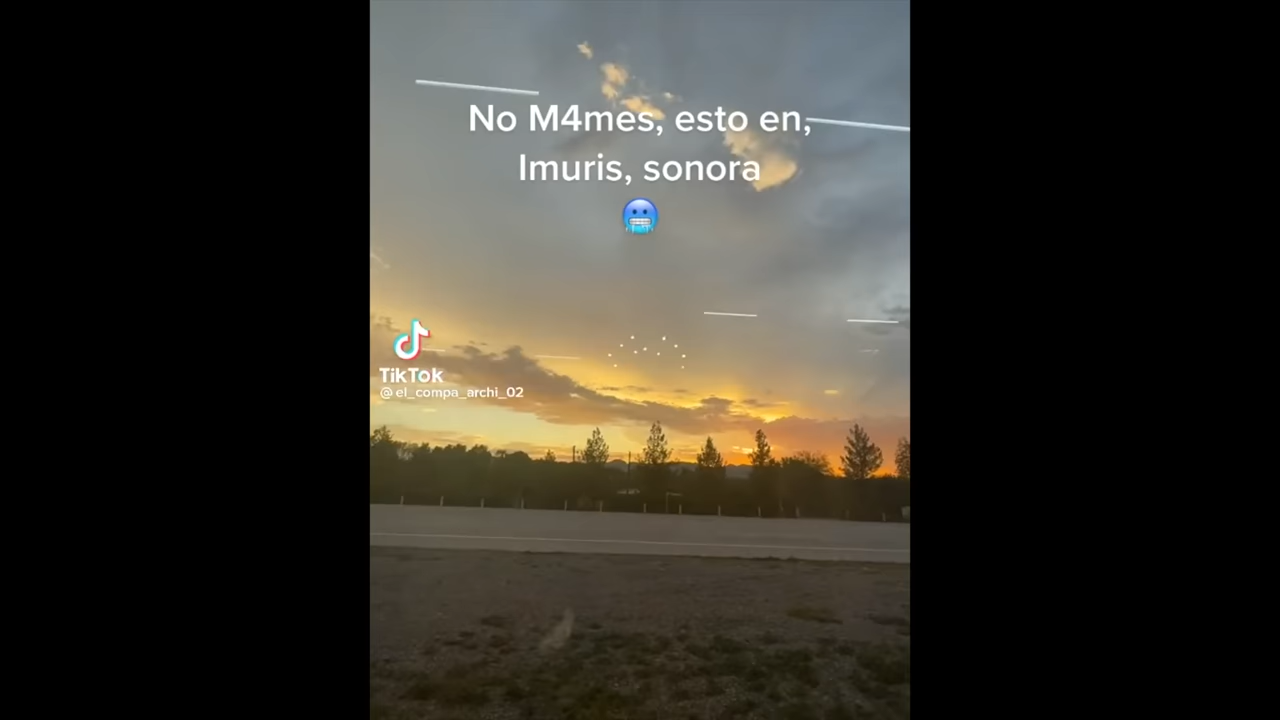 No M4mes, esto en,
Imuris, sonora
TikTok
@el_compa_archi_02